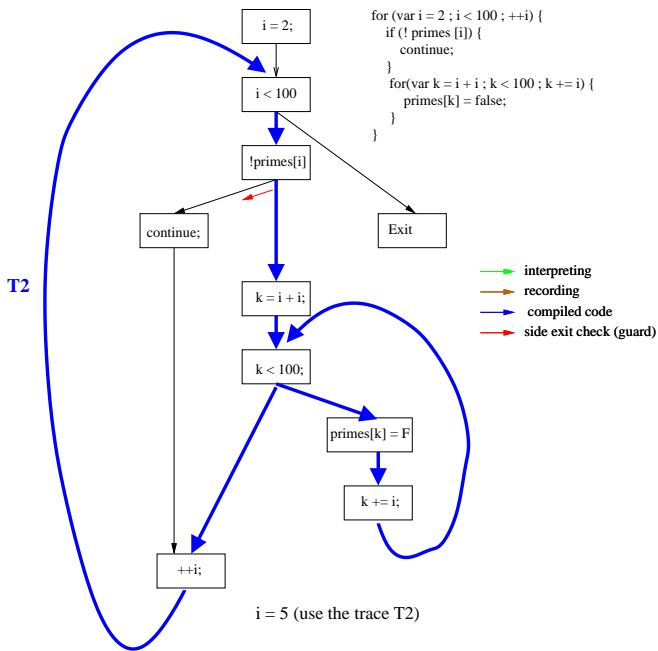 i = 2;
for (var i = 2 ; i < 100 ; ++i) {
if (! primes [i]) {
continue;
}
for(var k = i + i ; k < 100 ; k += i) {
primes[k] = false;
}
}
i < 100
!primes[i]
continue;
Exit
interpreting
recording
compiled code
side exit check (guard)
T2
k = i + i;
k < 100;
primes[k] = F
k += i;
++i;
i = 5 (use the trace T2)